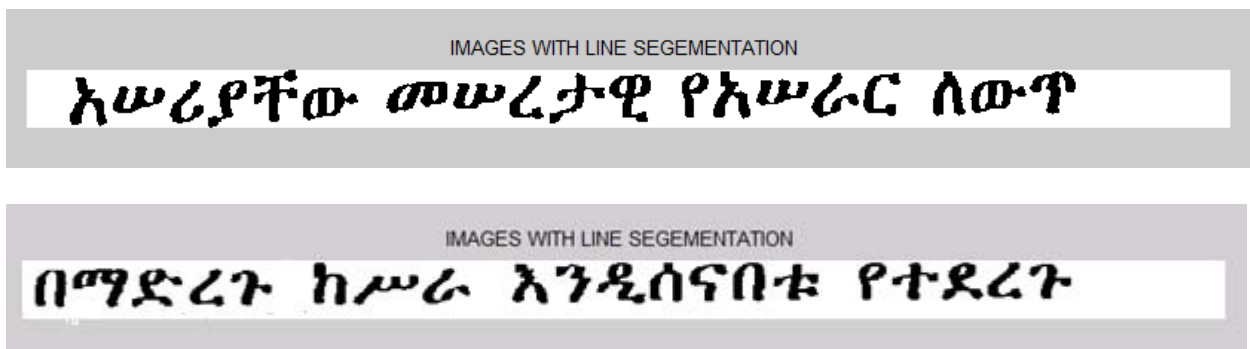 IMAGES WITH LINE SEGEMENTATION
አሠሪያቸው መሠረታዊ የአሠራር ለውጥ
IMAGES WITH LINE SEGEMENTATION
በማድረጉ ከሥራ እንዲሰናበቱ የተደረጉ